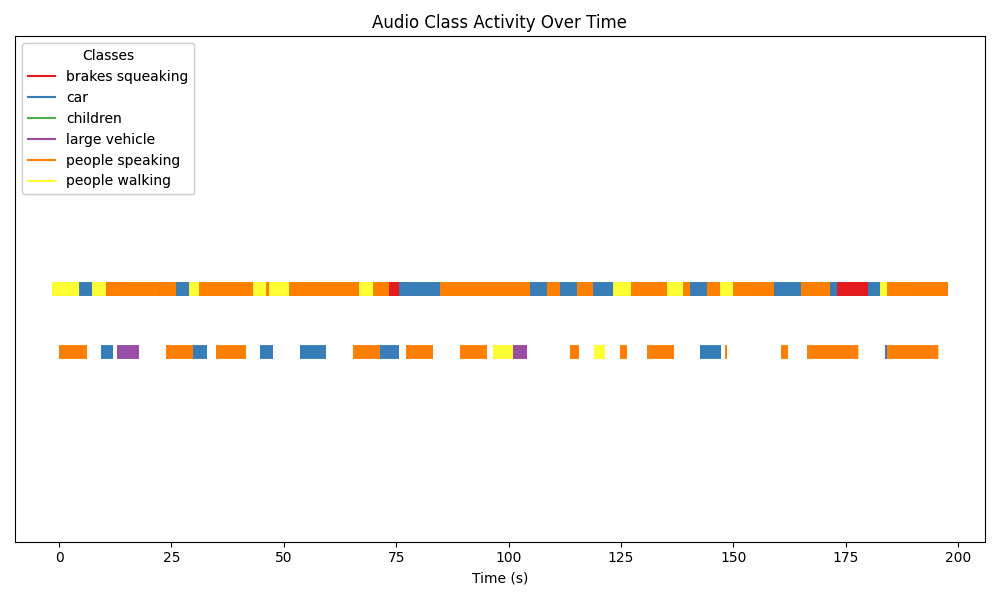 Audio Class Activity Over Time
Classes
brakes squeaking
car
children
large vehicle
people speaking
people walking
0 25 50 75 100 125 150 175 200
Time (s)